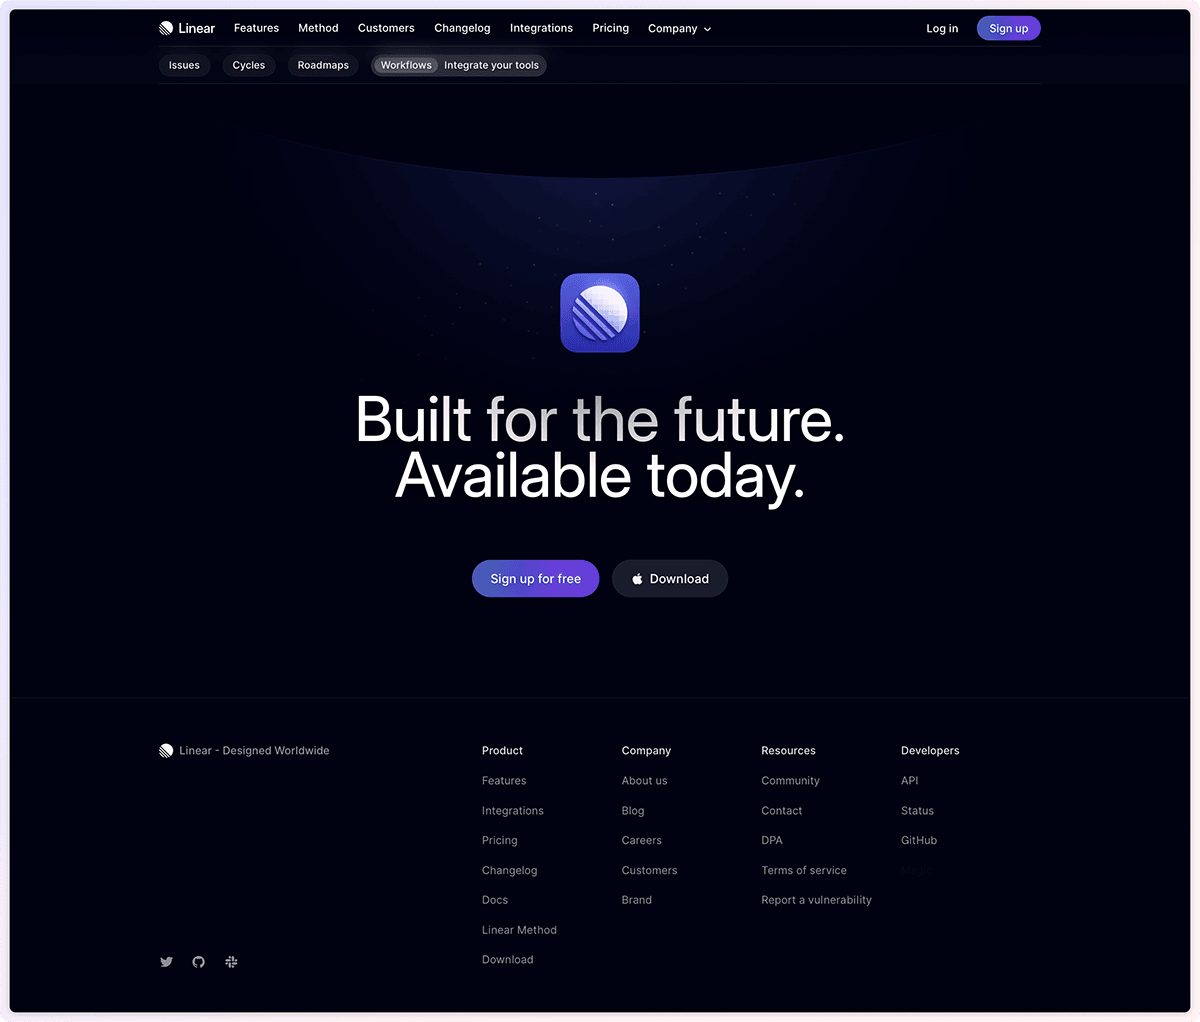 Linear Features Method Customers Changelog Integrations Pricing Company Log in Sign up
Issues Cycles Roadmaps Workflows Integrate your tools
Built for the future.
Available today.
Sign up for free Download
Linear - Designed Worldwide
Product
Features
Integrations
Pricing
Changelog
Docs
Linear Method
Download
Company
About us
Blog
Careers
Customers
Brand
Resources
Community
Contact
DPA
Terms of service
Report a vulnerability
Developers
API
Status
GitHub